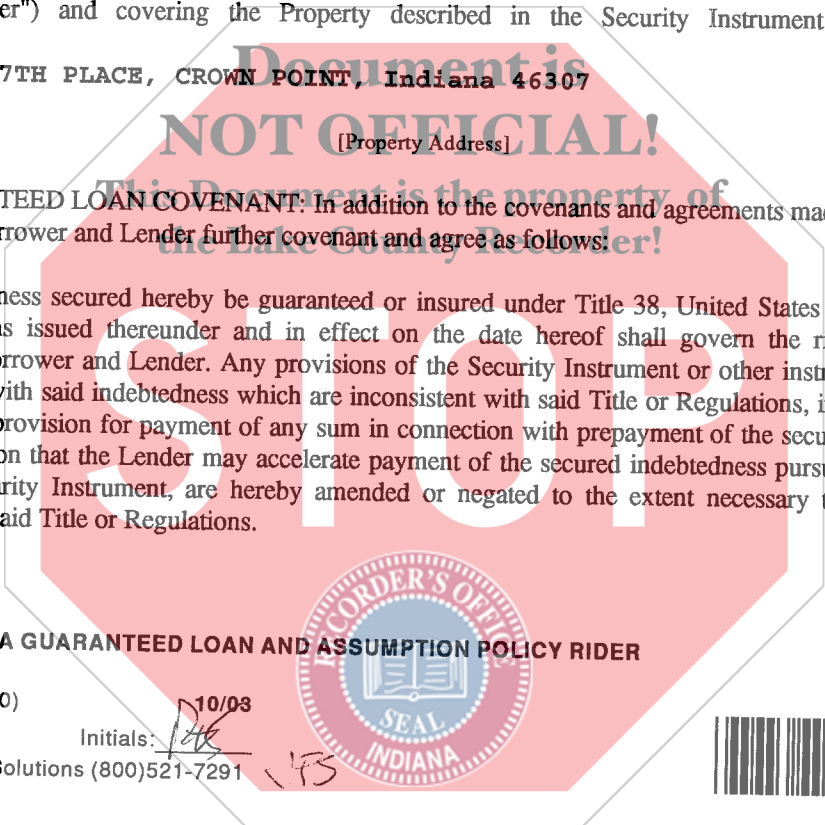 er") and covering the Property described in the Security Instrument
7TH PLACE, CROWN POINT, Indiana 46307
Document is
NOT OFFICIAL!
[Property Address]
This Document is the property of
the Lake County Recorder!
TEED LOAN COVENANT: In addition to the covenants and agreements mad
rrower and Lender further covenant and agree as follows:
ness secured hereby be guaranteed or insured under Title 38, United States
s issued thereunder and in effect on the date hereof shall govern the ri
orrower and Lender. Any provisions of the Security Instrument or other instr
ith said indebtedness which are inconsistent with said Title or Regulations, i
provision for payment of any sum in connection with prepayment of the secu
on that the Lender may accelerate payment of the secured indebtedness pursu
rity Instrument, are hereby amended or negated to the extent necessary t
aid Title or Regulations.
STOP
A GUARANTEED LOAN AND ASSUMPTION POLICY RIDER
RECORDER'S OFFICE
SEAL
INDIANA
0) 10/03
Initials:
Solutions (800)521-7291